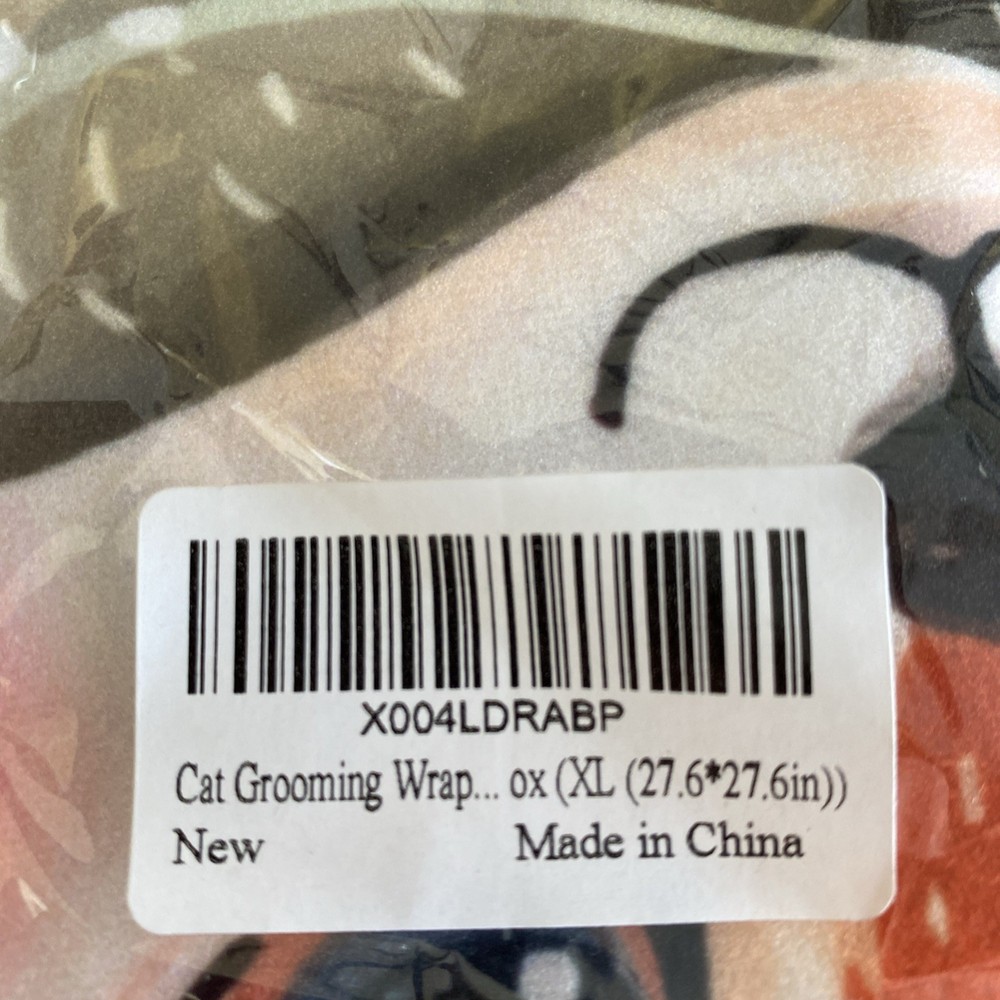 X004LDRABP
Cat Grooming Wrap... ox (XL (27.6*27.6in))
New Made in China